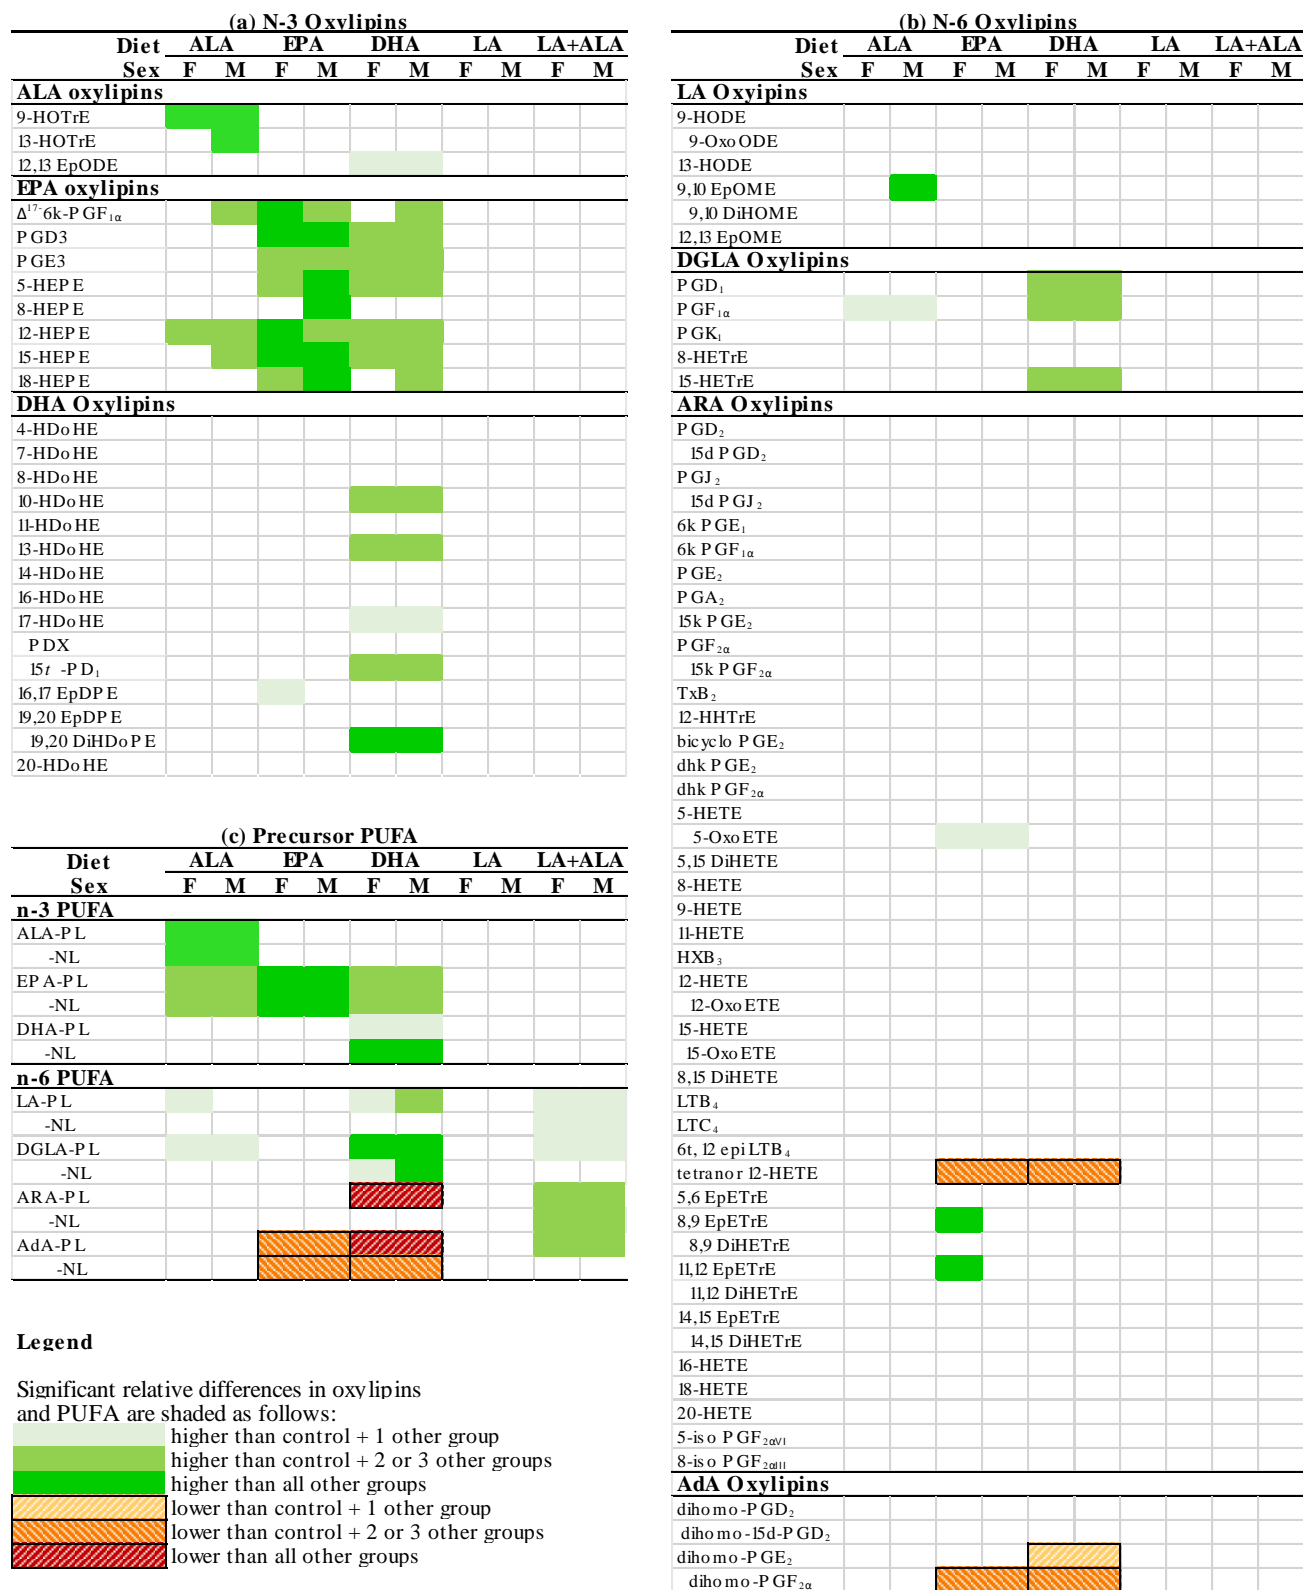 (a) N-3 Oxylipins
Diet ALA EPA DHA LA LA+ALA
Sex F M F M F M F M F M
ALA oxylipins
9-HOTrE
13-HOTrE
12,13 EpODE
EPA oxylipins
Δ¹⁷⁻6k-PGF₁α
PGD3
PGE3
5-HEPE
8-HEPE
12-HEPE
15-HEPE
18-HEPE
DHA Oxylipins
4-HDoHE
7-HDoHE
8-HDoHE
10-HDoHE
11-HDoHE
13-HDoHE
14-HDoHE
16-HDoHE
17-HDoHE
PDX
15t -PD₁
16,17 EpDPE
19,20 EpDPE
19,20 DiHDoPE
20-HDoHE
(c) Precursor PUFA
Diet ALA EPA DHA LA LA+ALA
Sex F M F M F M F M F M
n-3 PUFA
ALA-PL
-NL
EPA-PL
-NL
DHA-PL
-NL
n-6 PUFA
LA-PL
-NL
DGLA-PL
-NL
ARA-PL
-NL
AdA-PL
-NL
Legend
Significant relative differences in oxylipins
and PUFA are shaded as follows:
higher than control + 1 other group
higher than control + 2 or 3 other groups
higher than all other groups
lower than control + 1 other group
lower than control + 2 or 3 other groups
lower than all other groups
(b) N-6 Oxylipins
Diet ALA EPA DHA LA LA+ALA
Sex F M F M F M F M F M
LA Oxyipins
9-HODE
9-OxoODE
13-HODE
9,10 EpOME
9,10 DiHOME
12,13 EpOME
DGLA Oxylipins
PGD₁
PGF₁α
PGK₁
8-HETrE
15-HETrE
ARA Oxylipins
PGD₂
15d PGD₂
PGJ₂
15d PGJ₂
6k PGE₁
6k PGF₁α
PGE₂
PGA₂
15k PGE₂
PGF₂α
15k PGF₂α
TxB₂
12-HHTrE
bicyclo PGE₂
dhk PGE₂
dhk PGF₂α
5-HETE
5-OxoETE
5,15 DiHETE
8-HETE
9-HETE
11-HETE
HXB₃
12-HETE
12-OxoETE
15-HETE
15-OxoETE
8,15 DiHETE
LTB₄
LTC₄
6t, 12 epi LTB₄
tetranor 12-HETE
5,6 EpETrE
8,9 EpETrE
8,9 DiHETrE
11,12 EpETrE
11,12 DiHETrE
14,15 EpETrE
14,15 DiHETrE
16-HETE
18-HETE
20-HETE
5-iso PGF₂αVI
8-iso PGF₂αIII
AdA Oxylipins
dihomo-PGD₂
dihomo-15d-PGD₂
dihomo-PGE₂
dihomo-PGF₂α